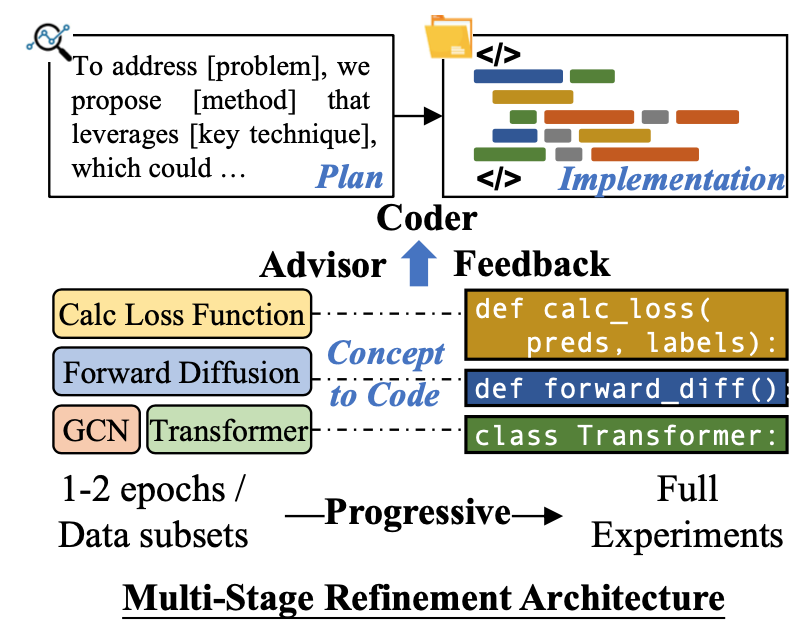 To address [problem], we
propose [method] that
leverages [key technique],
which could …
Plan
</>
</>
Implementation
Coder
Advisor Feedback
Calc Loss Function
Forward Diffusion
GCN Transformer
Concept
to Code
def calc_loss(
preds, labels):
def forward_diff():
class Transformer:
1-2 epochs /
Data subsets
Progressive
Full
Experiments
Multi-Stage Refinement Architecture